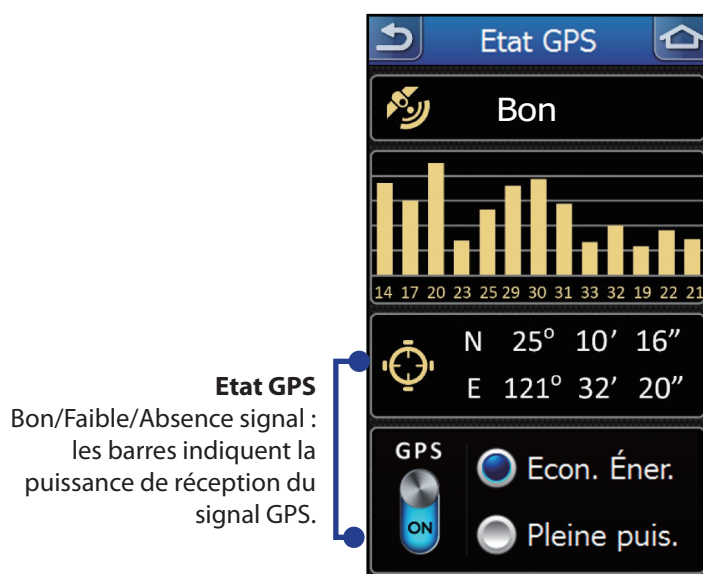 Etat GPS
Bon
14 17 20 23 25 29 30 31 33 32 19 22 21
N 25° 10' 16"
E 121° 32' 20"
GPS
ON
Econ. Éner.
Pleine puis.
Etat GPS
Bon/Faible/Absence signal :
les barres indiquent la
puissance de réception du
signal GPS.